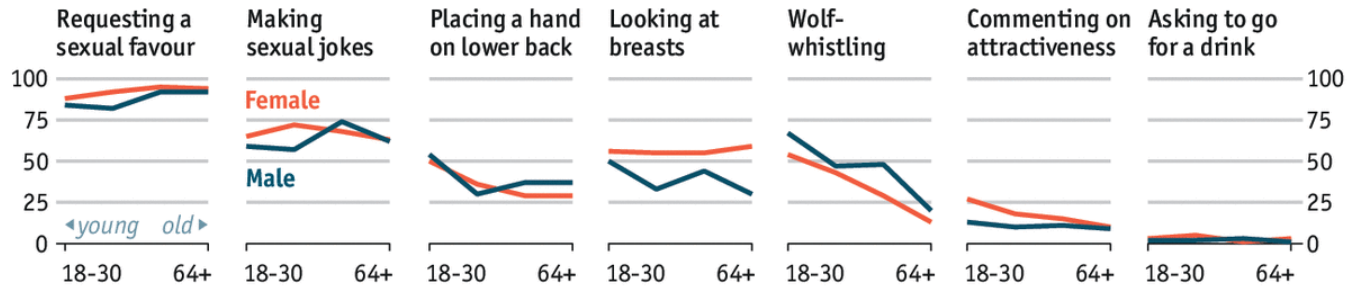 Requesting a
sexual favour
Making
sexual jokes
Placing a hand
on lower back
Looking at
breasts
Wolf-
whistling
Commenting on
attractiveness
Asking to go
for a drink
100
75
50
25
0
Female
Male
young old
100
75
50
25
0
18-30 64+
18-30 64+
18-30 64+
18-30 64+
18-30 64+
18-30 64+
18-30 64+